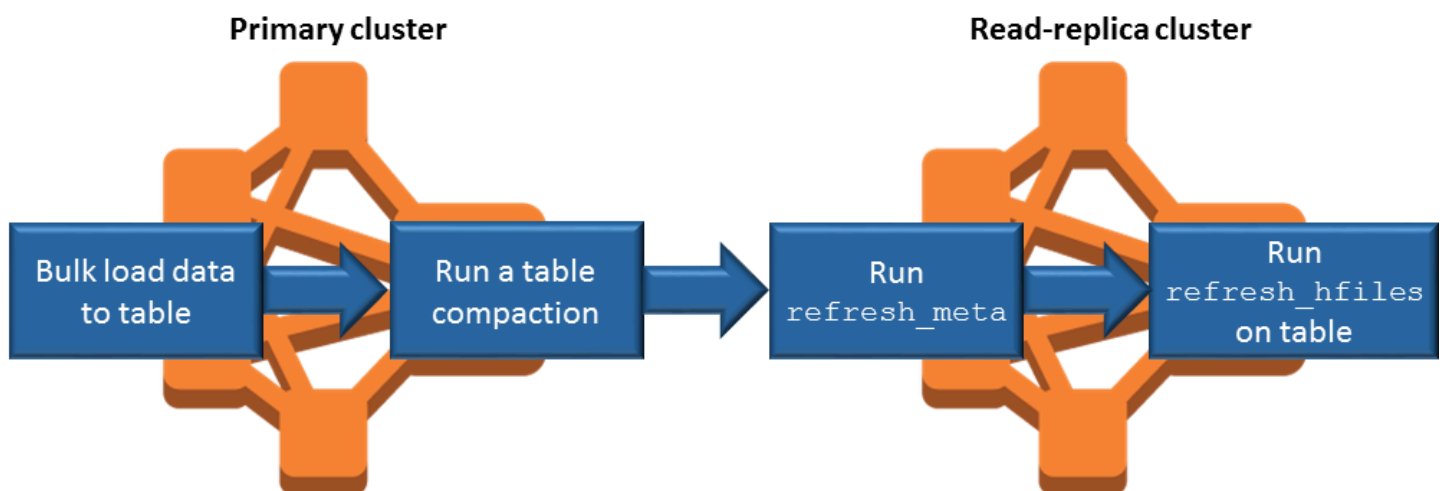 Primary cluster
Read-replica cluster
Bulk load data
to table
Run a table
compaction
Run
refresh_meta
Run
refresh_hfiles
on table